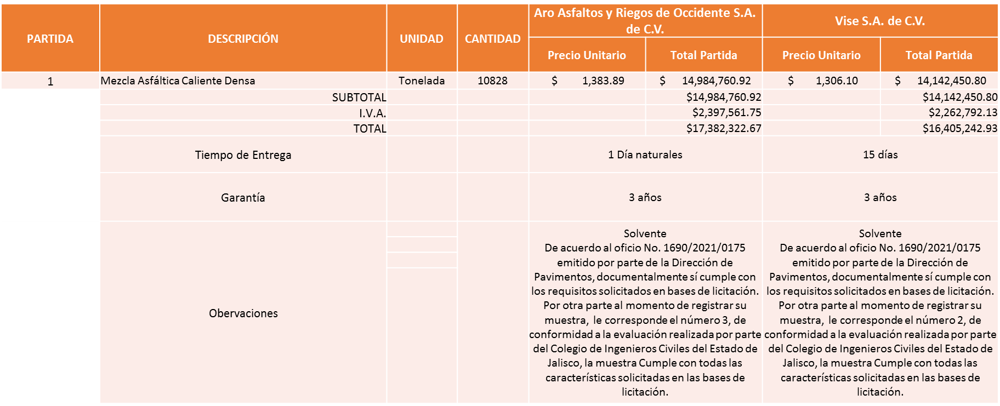 PARTIDA
DESCRIPCIÓN
UNIDAD
CANTIDAD
Aro Asfaltos y Riegos de Occidente S.A.
de C.V.
Vise S.A. de C.V.
Precio Unitario
Total Partida
Precio Unitario
Total Partida
1
Mezcla Asfáltica Caliente Densa
Tonelada
10828
$ 1,383.89
$ 14,984,760.92
$ 1,306.10
$ 14,142,450.80
SUBTOTAL
$14,984,760.92
$14,142,450.80
I.V.A.
$2,397,561.75
$2,262,792.13
TOTAL
$17,382,322.67
$16,405,242.93
Tiempo de Entrega
1 Día naturales
15 días
Garantía
3 años
3 años
Obervaciones
Solvente
De acuerdo al oficio No. 1690/2021/0175
emitido por parte de la Dirección de
Pavimentos, documentalmente sí cumple con
los requisitos solicitados en bases de licitación.
Por otra parte al momento de registrar su
muestra, le corresponde el número 3, de
conformidad a la evaluación realizada por parte
del Colegio de Ingenieros Civiles del Estado de
Jalisco, la muestra Cumple con todas las
características solicitadas en las bases de
licitación.
Solvente
De acuerdo al oficio No. 1690/2021/0175
emitido por parte de la Dirección de
Pavimentos, documentalmente sí cumple con
los requisitos solicitados en bases de licitación.
Por otra parte al momento de registrar su
muestra, le corresponde el número 2, de
conformidad a la evaluación realizada por parte
del Colegio de Ingenieros Civiles del Estado de
Jalisco, la muestra Cumple con todas las
características solicitadas en las bases de
licitación.